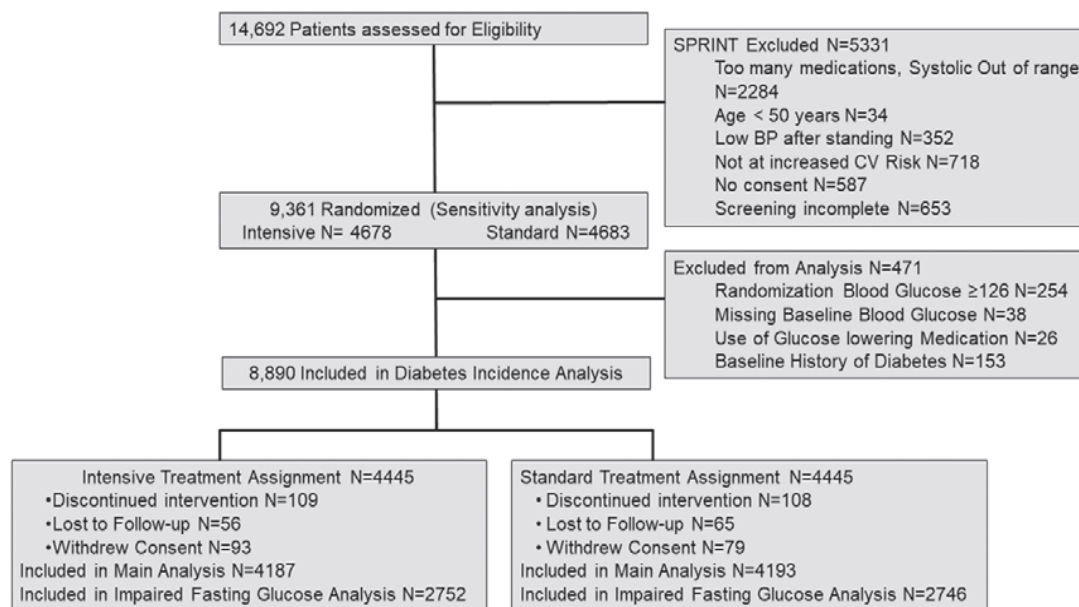 14,692 Patients assessed for Eligibility
SPRINT Excluded N=5331
Too many medications, Systolic Out of range
N=2284
Age < 50 years N=34
Low BP after standing N=352
Not at increased CV Risk N=718
No consent N=587
Screening incomplete N=653
9,361 Randomized (Sensitivity analysis)
Intensive N= 4678 Standard N=4683
Excluded from Analysis N=471
Randomization Blood Glucose ≥126 N=254
Missing Baseline Blood Glucose N=38
Use of Glucose lowering Medication N=26
Baseline History of Diabetes N=153
8,890 Included in Diabetes Incidence Analysis
Intensive Treatment Assignment N=4445
•Discontinued intervention N=109
•Lost to Follow-up N=56
•Withdrew Consent N=93
Included in Main Analysis N=4187
Included in Impaired Fasting Glucose Analysis N=2752
Standard Treatment Assignment N=4445
• Discontinued intervention N=108
• Lost to Follow-up N=65
• Withdrew Consent N=79
Included in Main Analysis N=4193
Included in Impaired Fasting Glucose Analysis N=2746